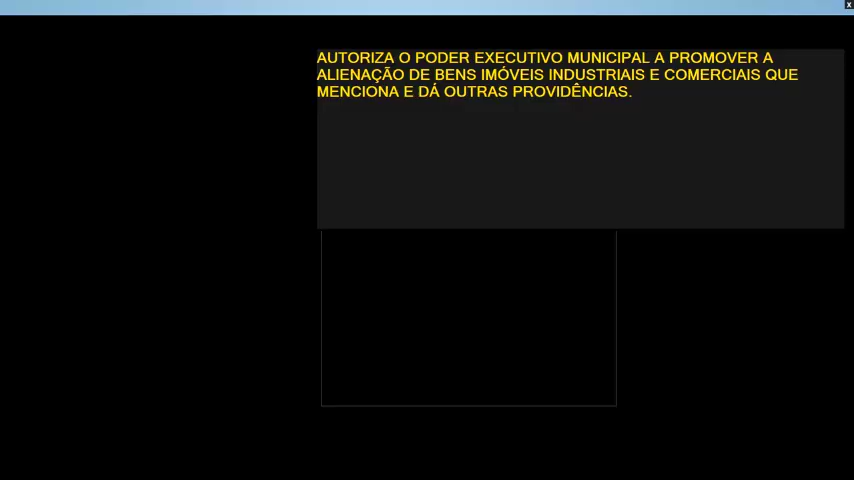 AUTORIZA O PODER EXECUTIVO MUNICIPAL A PROMOVER A
ALIENAÇÃO DE BENS IMÓVEIS INDUSTRIAIS E COMERCIAIS QUE
MENCIONA E DÁ OUTRAS PROVIDÊNCIAS.
x